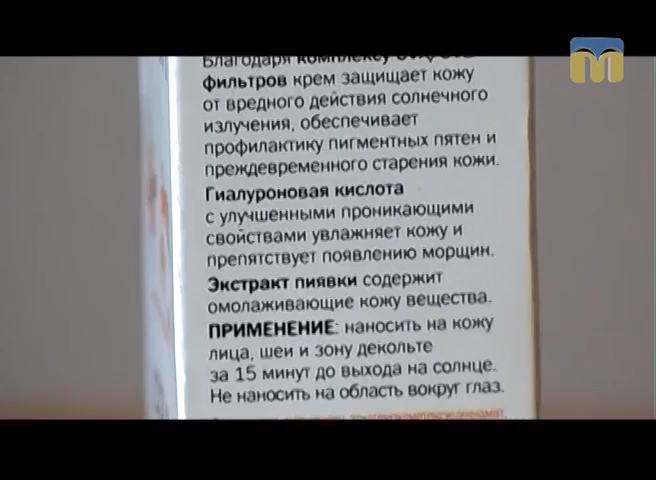 Благодаря комплексу
фильтров крем защищает кожу
от вредного действия солнечного
излучения, обеспечивает
профилактику пигментных пятен и
преждевременного старения кожи.
Гиалуроновая кислота
с улучшенными проникающими
свойствами увлажняет кожу и
препятствует появлению морщин.
Экстракт пиявки содержит
омолаживающие кожу вещества.
ПРИМЕНЕНИЕ: наносить на кожу
лица, шеи и зону декольте
за 15 минут до выхода на солнце.
Не наносить на область вокруг глаз.